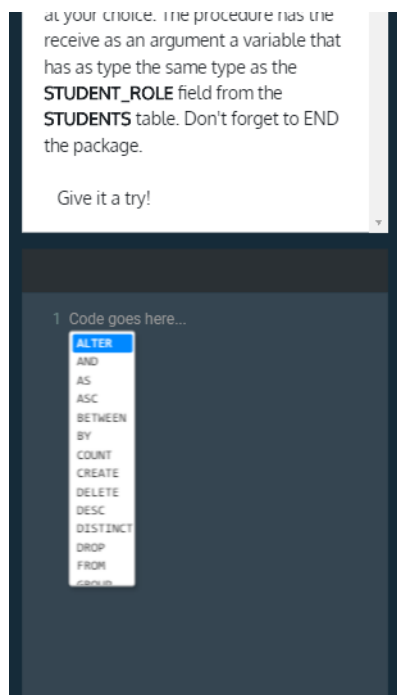 at your choice. The procedure has the
receive as an argument a variable that
has as type the same type as the
STUDENT_ROLE field from the
STUDENTS table. Don't forget to END
the package.
Give it a try!
1 Code goes here...
ALTER
AND
AS
ASC
BETWEEN
BY
COUNT
CREATE
DELETE
DESC
DISTINCT
DROP
FROM
GROUP